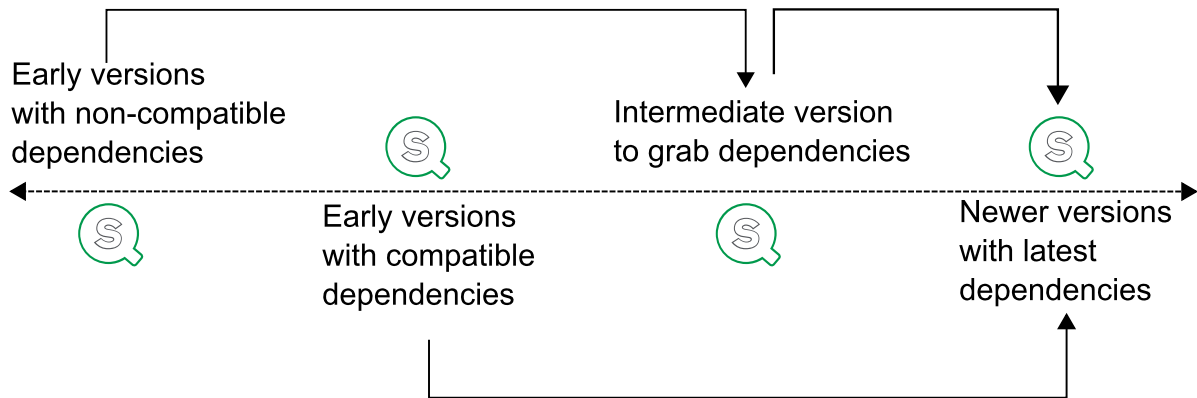 Early versions
with non-compatible
dependencies
S
Intermediate version
to grab dependencies
S
S
Early versions
with compatible
dependencies
S
Newer versions
with latest
dependencies